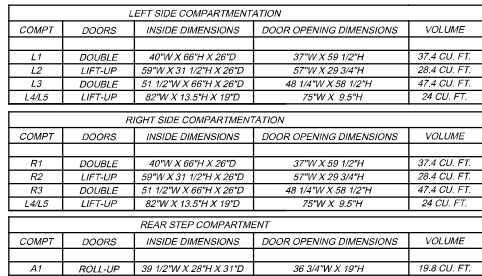 LEFT SIDE COMPARTMENTATION
COMPT DOORS INSIDE DIMENSIONS DOOR OPENING DIMENSIONS VOLUME
L1 DOUBLE 40"W X 66"H X 26"D 37"W X 59 1/2"H 37.4 CU. FT.
L2 LIFT-UP 59"W X 31 1/2"H X 26"D 57"W X 29 3/4"H 28.4 CU. FT.
L3 DOUBLE 51 1/2"W X 66"H X 26"D 48 1/4"W X 58 1/2"H 47.4 CU. FT.
L4/L5 LIFT-UP 82"W X 13.5"H X 19"D 75"W X 9.5"H 24 CU. FT.
RIGHT SIDE COMPARTMENTATION
COMPT DOORS INSIDE DIMENSIONS DOOR OPENING DIMENSIONS VOLUME
R1 DOUBLE 40"W X 66"H X 26"D 37"W X 59 1/2"H 37.4 CU. FT.
R2 LIFT-UP 59"W X 31 1/2"H X 26"D 57"W X 29 3/4"H 28.4 CU. FT.
R3 DOUBLE 51 1/2"W X 66"H X 26"D 48 1/4"W X 58 1/2"H 47.4 CU. FT.
L4/L5 LIFT-UP 82"W X 13.5"H X 19"D 75"W X 9.5"H 24 CU. FT.
REAR STEP COMPARTMENT
COMPT DOORS INSIDE DIMENSIONS DOOR OPENING DIMENSIONS VOLUME
A1 ROLL-UP 39 1/2"W X 28"H X 31"D 36 3/4"W X 19"H 19.8 CU. FT.